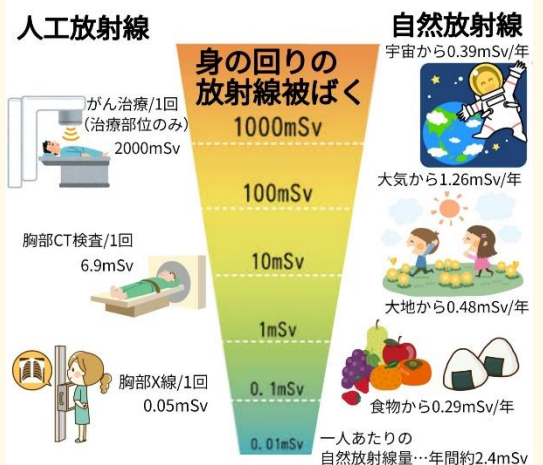 人工放射線
がん治療/1回
(治療部位のみ)
2000mSv
胸部CT検査/1回
6.9mSv
胸部X線/1回
0.05mSv
身の回りの
放射線被ばく
1000mSv
100mSv
10mSv
1mSv
0.1mSv
0.01mSv
自然放射線
宇宙から0.39mSv/年
大気から1.26mSv/年
大地から0.48mSv/年
食物から0.29mSv/年
一人あたりの
自然放射線量…年間約2.4mSv